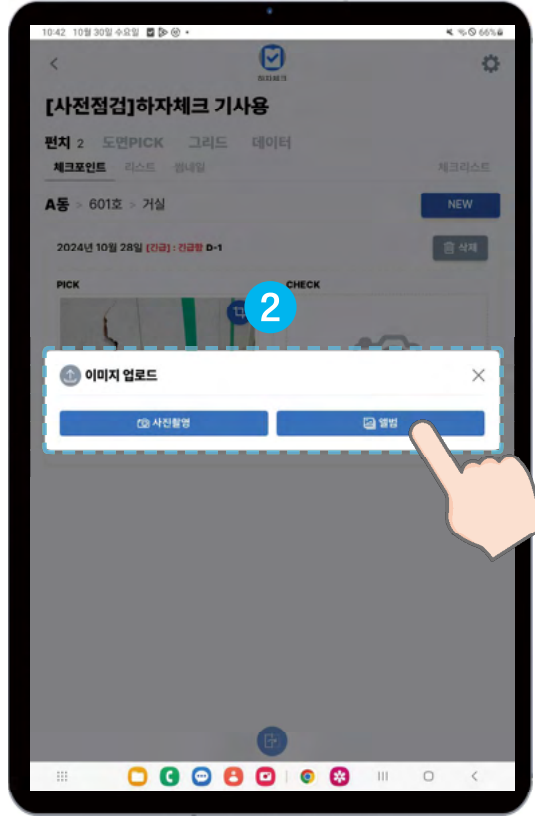 10:42 10월 30일 수요일
66%
하자체크
[사전점검]하자체크 기사용
펀치 2 도면PICK 그리드 데이터
체크포인트 리스트 썸네일 체크리스트
A동 > 601호 > 거실 NEW
2024년 10월 28일 [긴급] : 긴급함 D-1 삭제
PICK CHECK
2
이미지 업로드
사진촬영 앨범